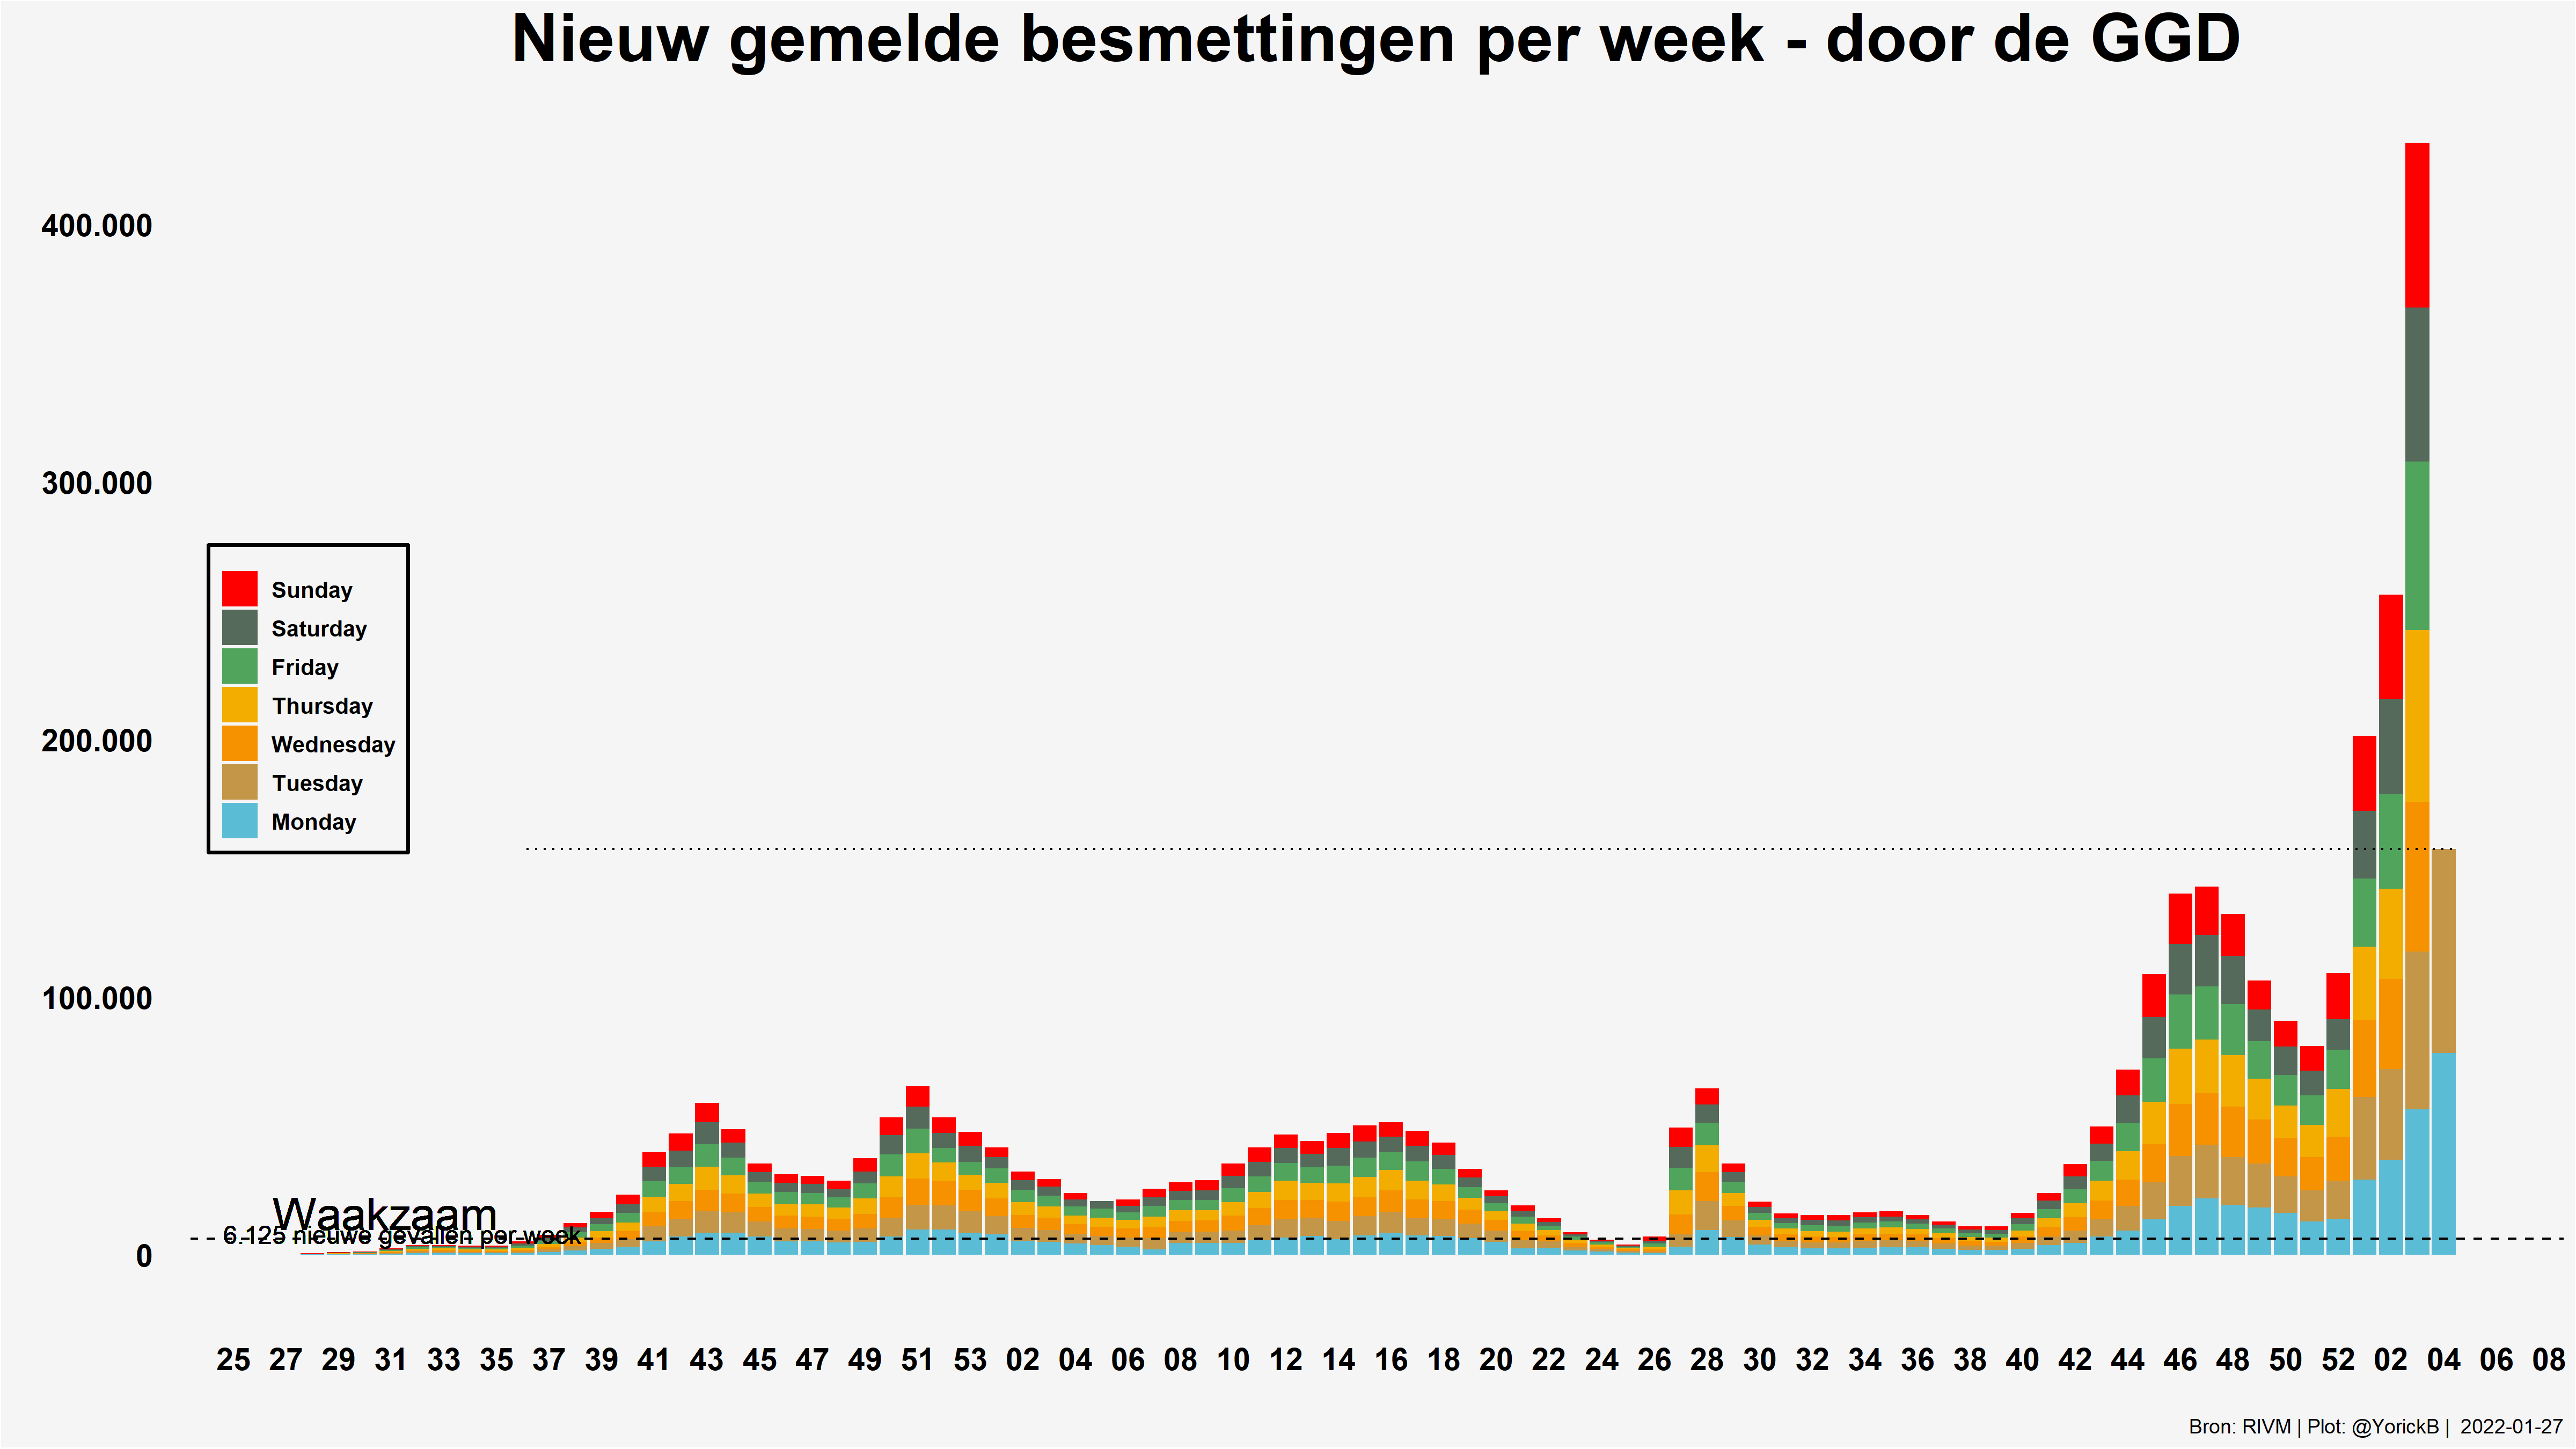 Nieuw gemelde besmettingen per week - door de GGD
400.000
300.000
200.000
100.000
0
Sunday
Saturday
Friday
Thursday
Wednesday
Tuesday
Monday
Waakzaam
6.125 nieuwe gevallen per week
25 27 29 31 33 35 37 39 41 43 45 47 49 51 53 02 04 06 08 10 12 14 16 18 20 22 24 26 28 30 32 34 36 38 40 42 44 46 48 50 52 02 04 06 08
Bron: RIVM | Plot: @YorickB | 2022-01-27